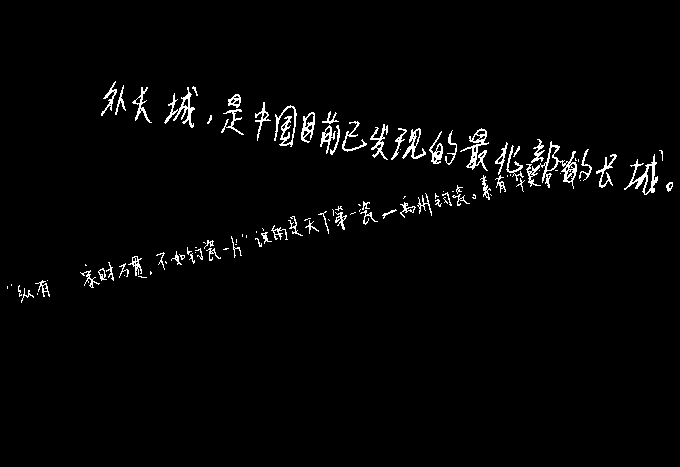 外长城，是中国目前已发现的最北部的长城。
“纵有 家财万贯，不如钧瓷一片”说的是天下第一瓷—禹州钧瓷。素有“